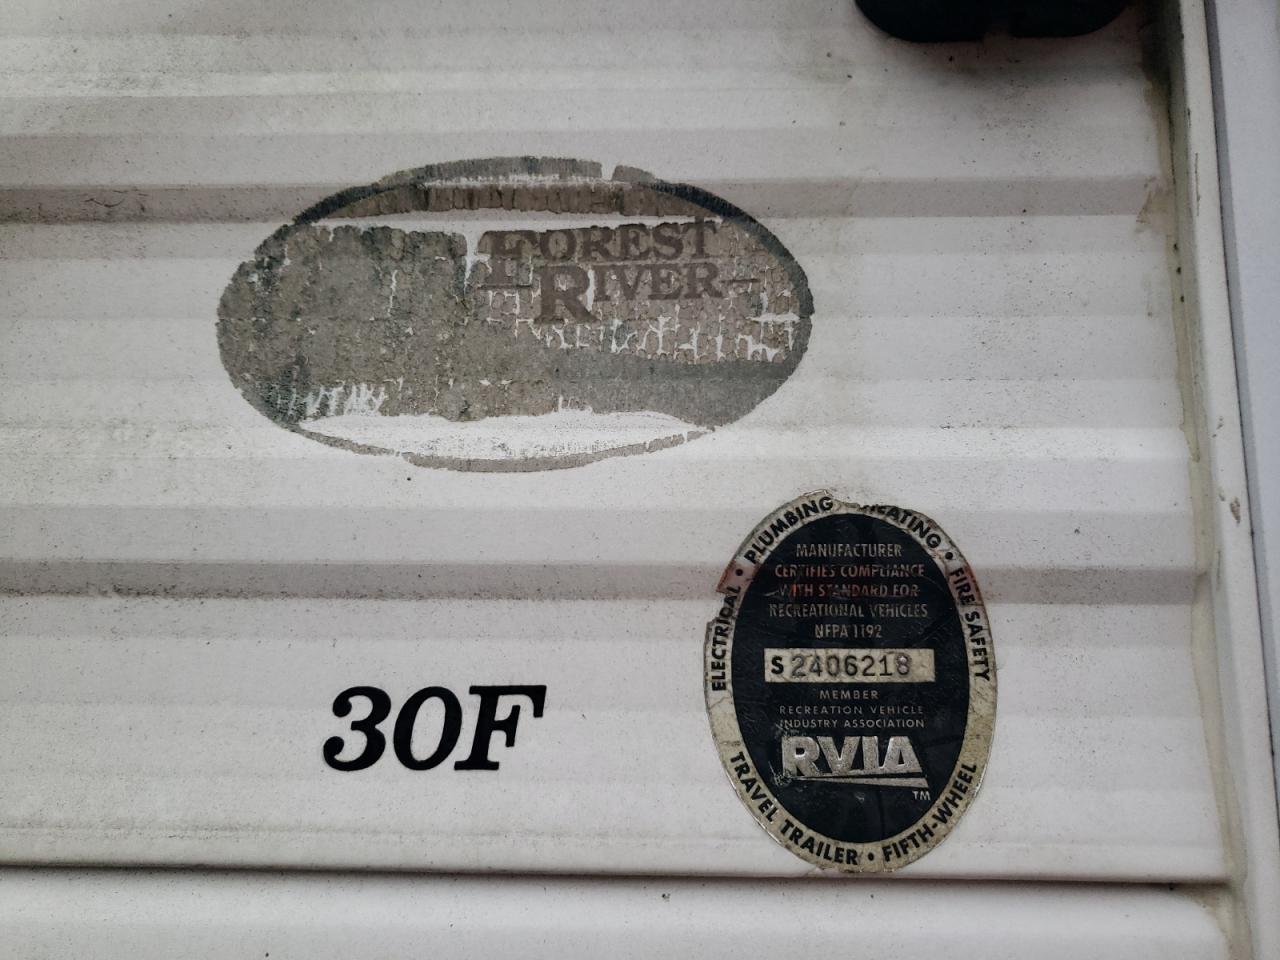 FOREST
RIVER
30F
ELECTRICAL • PLUMBING • HEATING • FIRE SAFETY
MANUFACTURER
CERTIFIES COMPLIANCE
WITH STANDARD FOR
RECREATIONAL VEHICLES
NFPA 1192
S 2406218
MEMBER
RECREATION VEHICLE
INDUSTRY ASSOCIATION
RVIA
TM
TRAVEL TRAILER • FIFTH-WHEEL